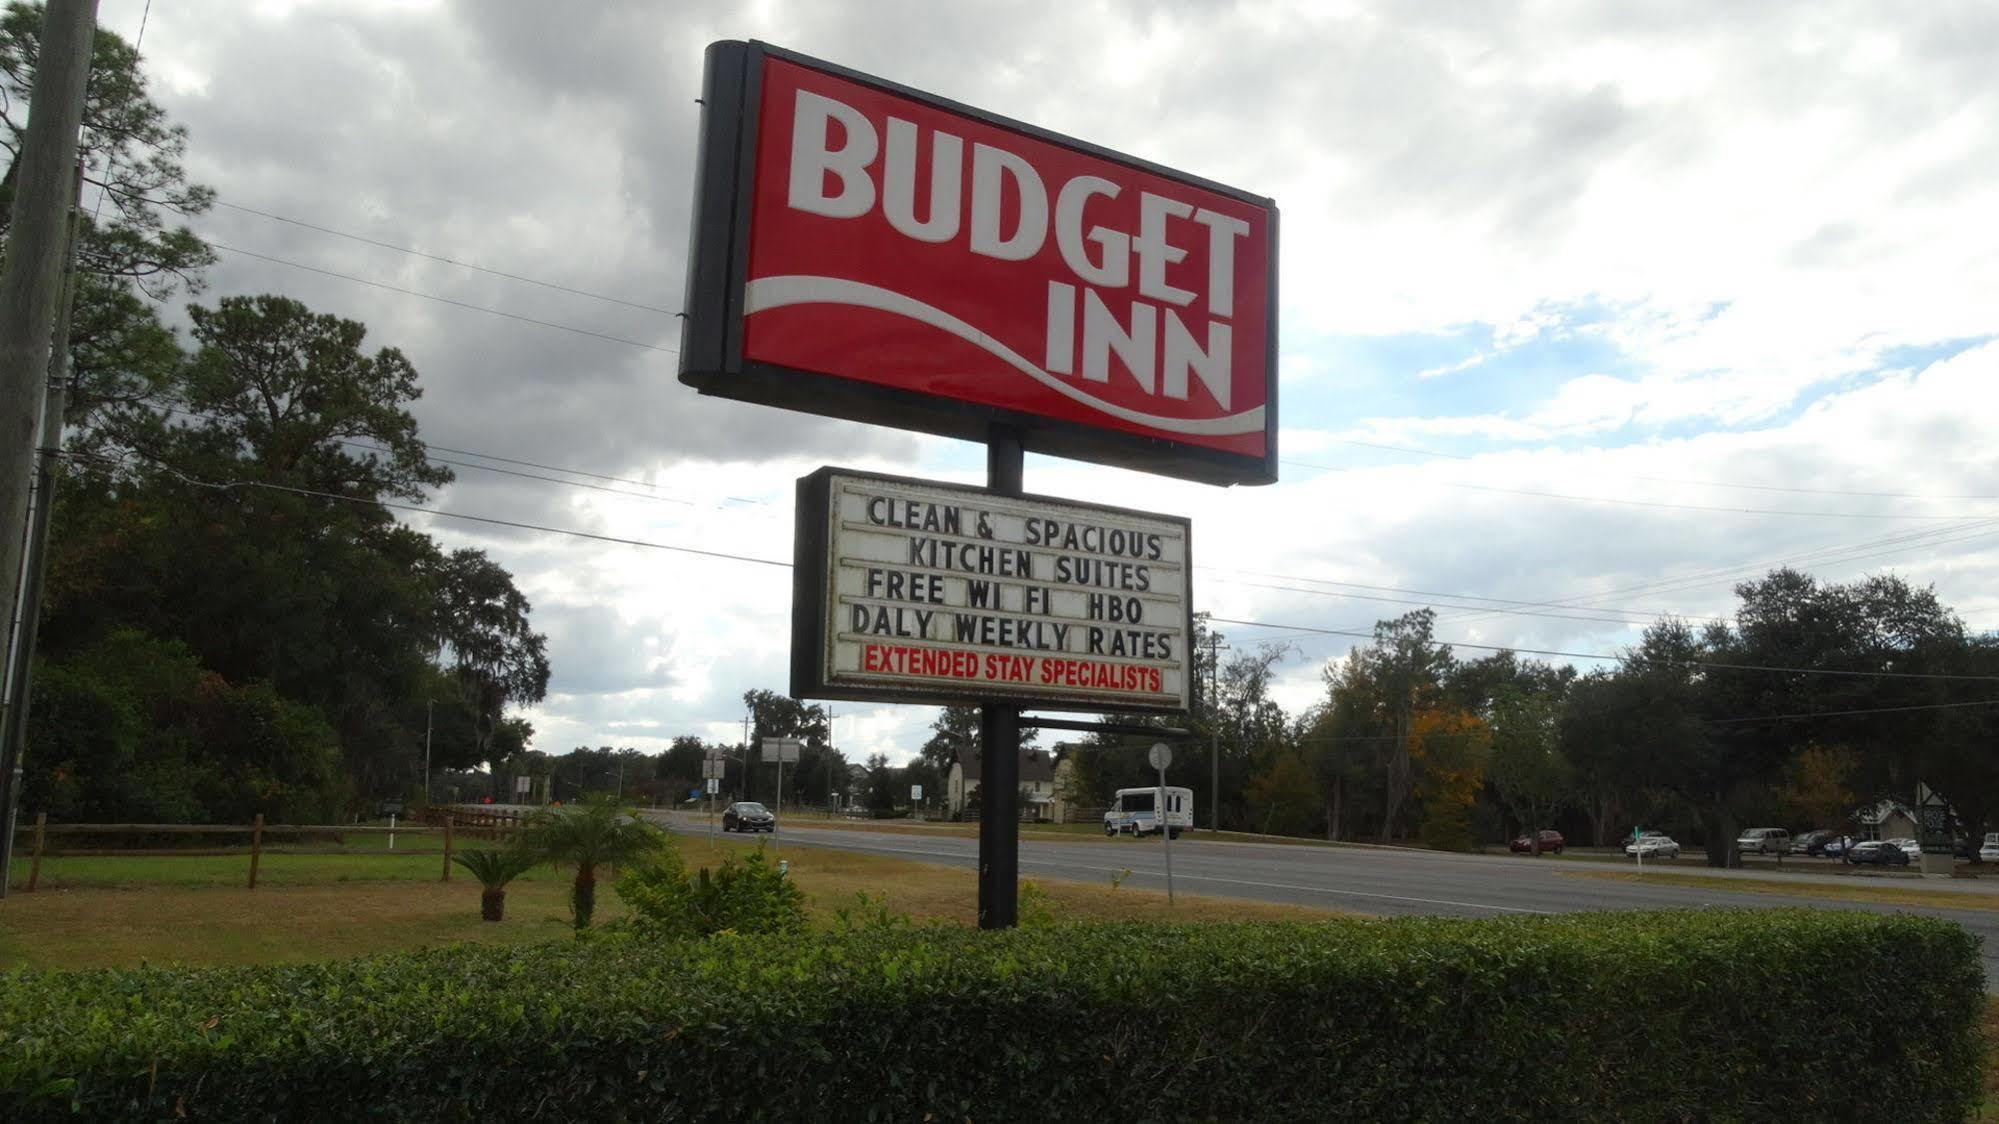 BUDGET
INN
CLEAN & SPACIOUS
KITCHEN SUITES
FREE WI FI HBO
DALY WEEKLY RATES
EXTENDED STAY SPECIALISTS